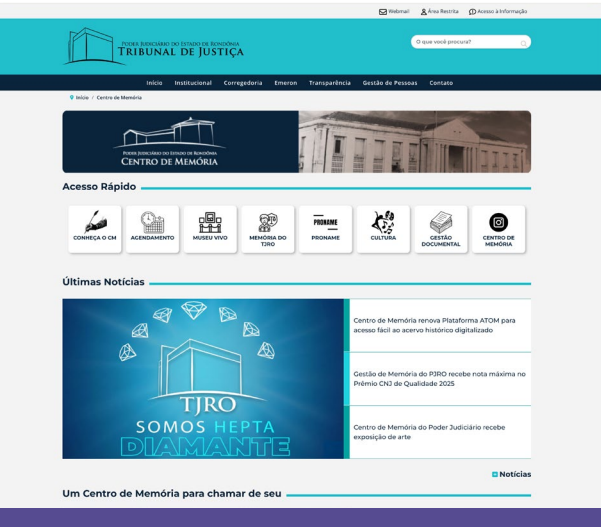 Webmail Área Restrita Acesso à Informação
PODER JUDICIÁRIO DO ESTADO DE RONDÔNIA
TRIBUNAL DE JUSTIÇA
O que você procura?
Início Institucional Corregedoria Emeron Transparência Gestão de Pessoas Contato
Início / Centro de Memória
PODER JUDICIÁRIO DO ESTADO DE RONDÔNIA
CENTRO DE MEMÓRIA
Acesso Rápido
CONHEÇA O CM
AGENDAMENTO
MUSEU VIVO
MEMÓRIA DO
TJRO
PRONAME
PRONAME
CULTURA
GESTÃO
DOCUMENTAL
CENTRO DE
MEMÓRIA
Últimas Notícias
TJRO
SOMOS HEPTA
DIAMANTE
Centro de Memória renova Plataforma ATOM para
acesso fácil ao acervo histórico digitalizado
Gestão de Memória do PJRO recebe nota máxima no
Prêmio CNJ de Qualidade 2025
Centro de Memória do Poder Judiciário recebe
exposição de arte
Notícias
Um Centro de Memória para chamar de seu